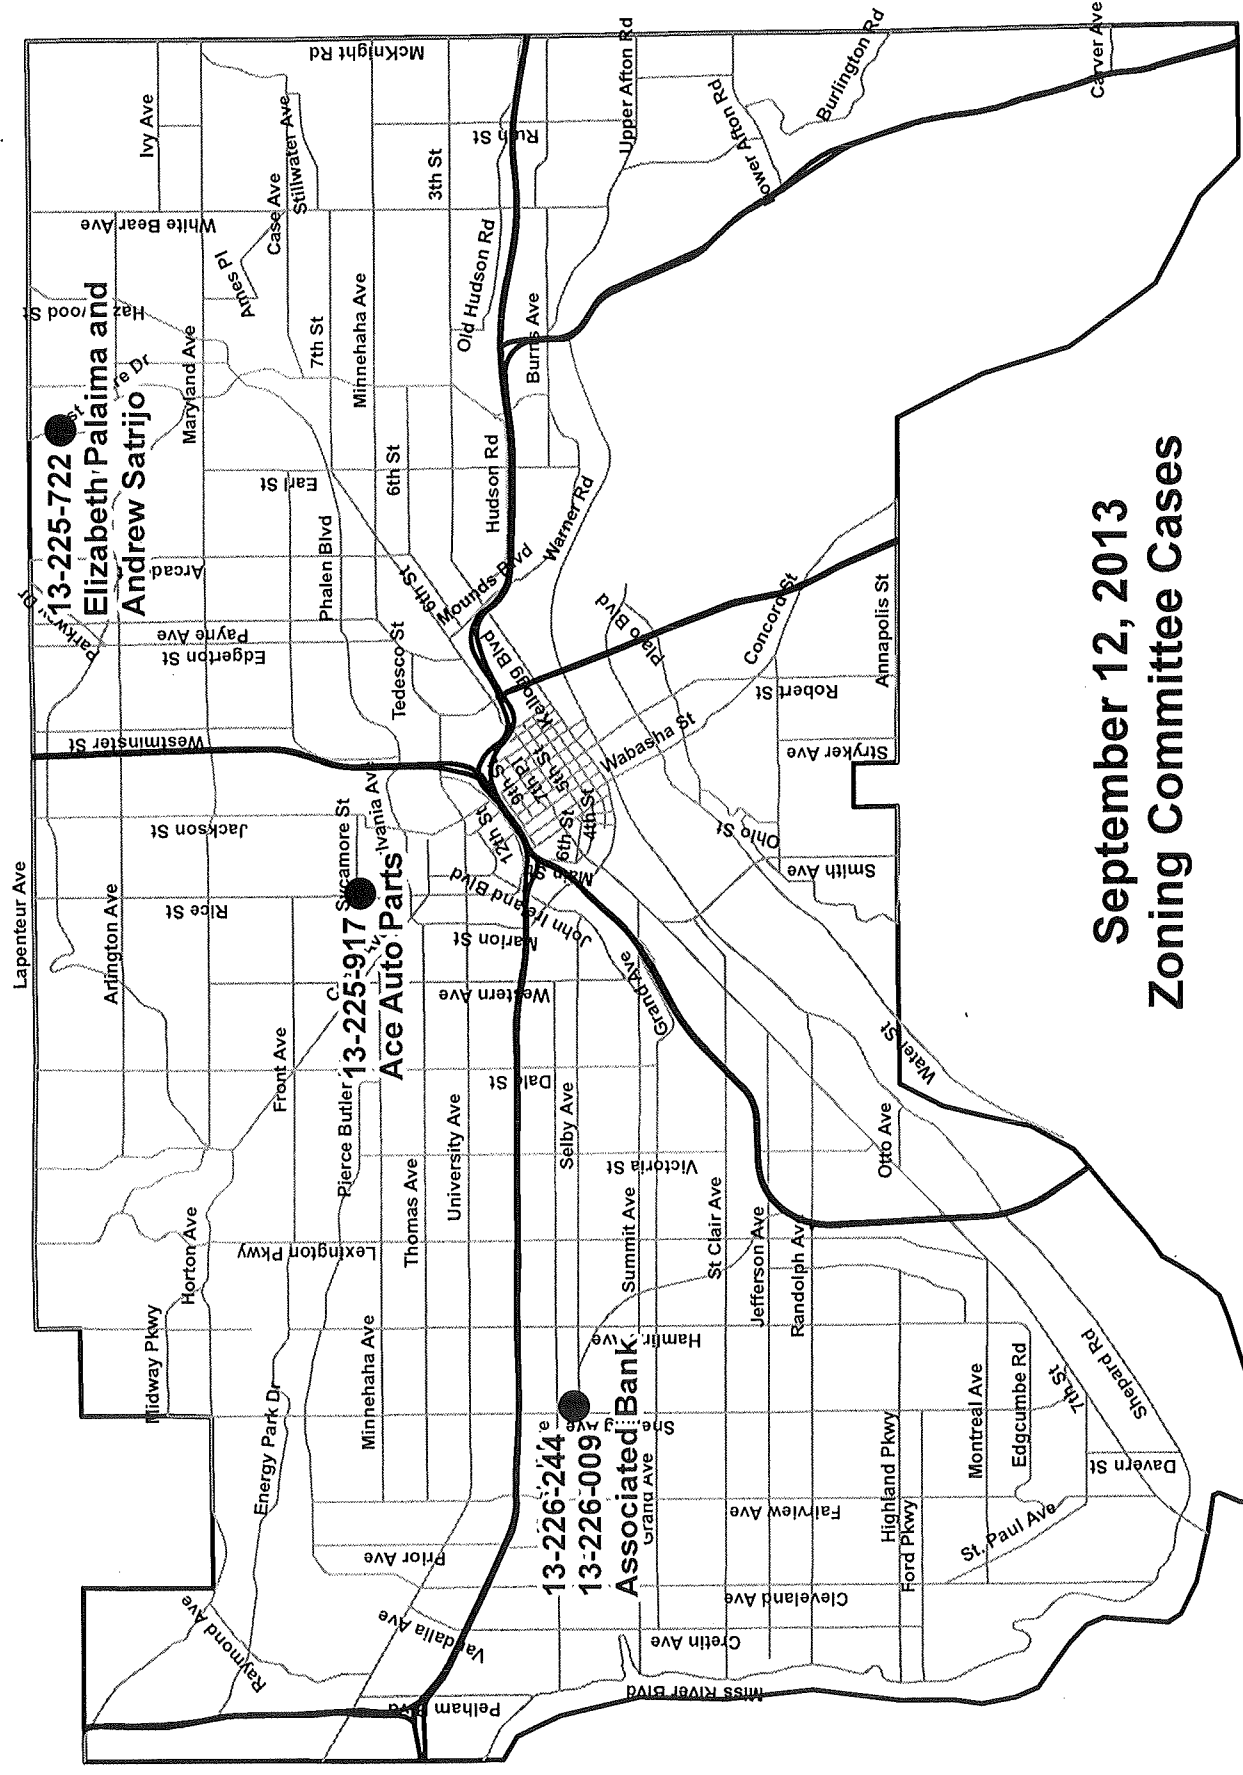 Lapenteur Ave
Arlington Ave
Ivy Ave
McKnight Rd
White Bear Ave
Case Ave
Stillwater Ave
3th St
Ruth St
Upper Afton Rd
Burlington Rd
Carver Ave
Ames Pl
Old Hudson Rd
Burns Ave
Maryland Ave
7th St
Minnehaha Ave
13-225-722
Elizabeth Palaima and
Andrew Satrijo
Earl St
6th St
Hudson Rd
Warner Rd
Parkway Dr
Payne Ave
Edgerton St
Phalen Blvd
6th St
Mounds Blvd
Plato Blvd
Concord St
Annapolis St
Tedesco St
Kellogg Blvd
Robert St
Westminster St
Wabasha St
Stryker Ave
Jackson St
Sycamore St
12th St
7th Pl
5th St
6th St
4th St
Ohio St
Smith Ave
Rice St
13-225-917
Ace Auto Parts
John Ireland Blvd
Main St
Marion St
Western Ave
Grand Ave
Water St
Front Ave
Pierce Butler
Dale St
Selby Ave
Victoria St
Otto Ave
Thomas Ave
University Ave
Horton Ave
Lexington Pkwy
Summit Ave
St Clair Ave
Jefferson Ave
Randolph Ave
Midway Pkwy
Energy Park Dr
Minnehaha Ave
13-226-244
13-226-009
Associated Bank
Grand Ave
Montreal Ave
Edgcumbe Rd
7th St
Shepard Rd
Highland Pkwy
Ford Pkwy
Davern St
St. Paul Ave
Prior Ave
Fairview Ave
Cleveland Ave
Raymond Ave
Vandalia Ave
Cretin Ave
Pelham Blvd
Miss River Blvd
September 12, 2013
Zoning Committee Cases